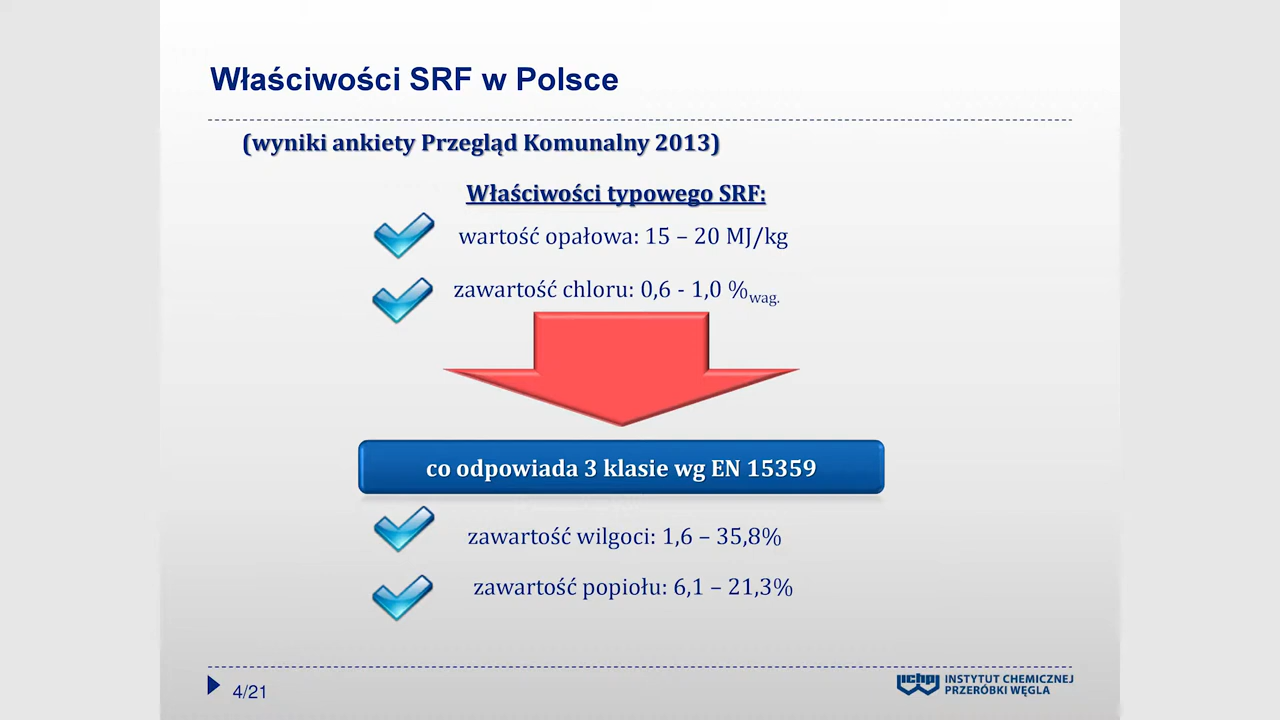 Właściwości SRF w Polsce
(wyniki ankiety Przegląd Komunalny 2013)
Właściwości typowego SRF:
wartość opałowa: 15 – 20 MJ/kg
zawartość chloru: 0,6 - 1,0 %wag.
co odpowiada 3 klasie wg EN 15359
zawartość wilgoci: 1,6 – 35,8%
zawartość popiołu: 6,1 – 21,3%
4/21
ichpw INSTYTUT CHEMICZNEJ
PRZERÓBKI WĘGLA